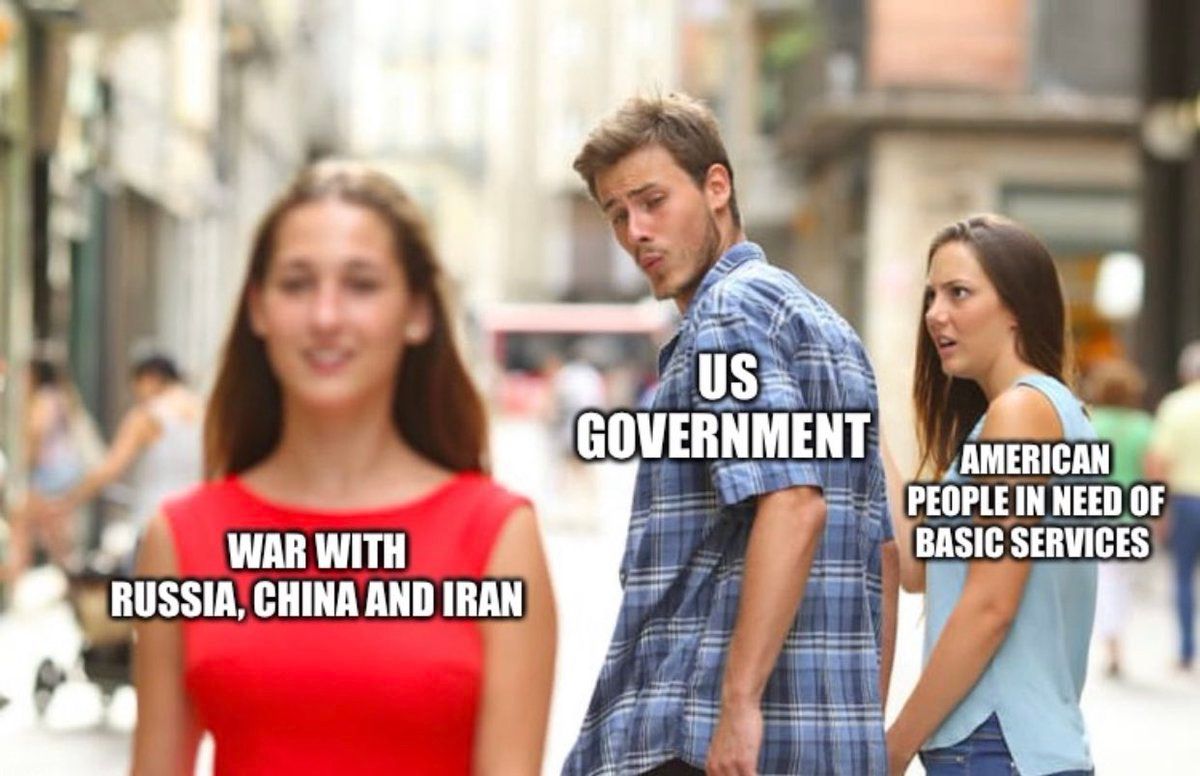 WAR WITH
RUSSIA, CHINA AND IRAN
US
GOVERNMENT
AMERICAN
PEOPLE IN NEED OF
BASIC SERVICES